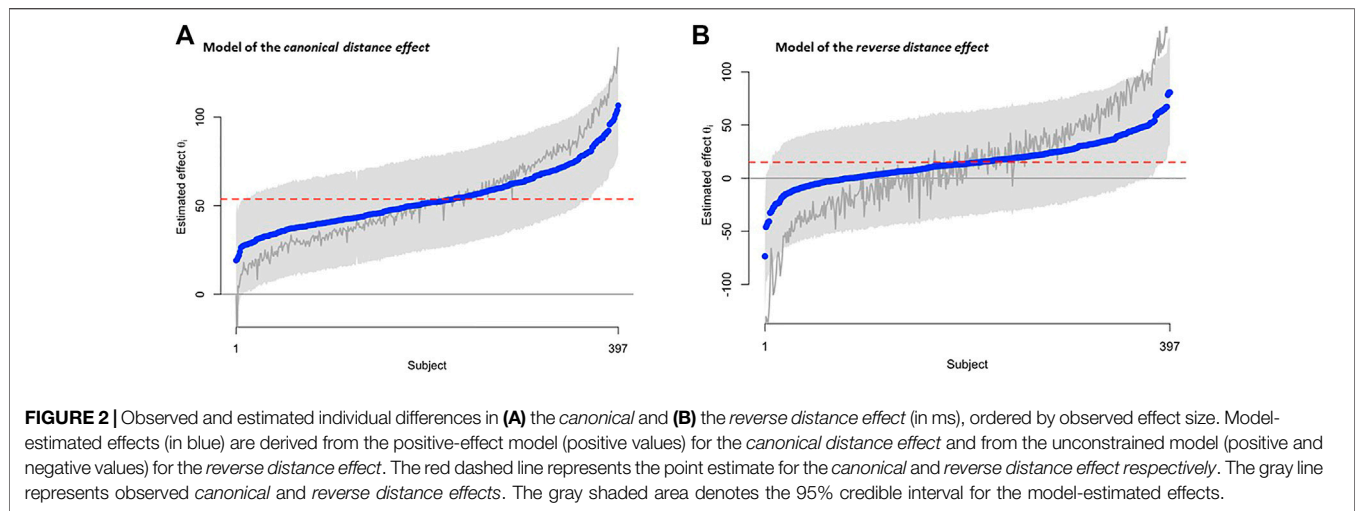 A
Model of the canonical distance effect
Estimated effect θi
100
50
0
1
397
Subject
B
Model of the reverse distance effect
Estimated effect θi
100
50
0
-50
-100
1
397
Subject
FIGURE 2 | Observed and estimated individual differences in (A) the canonical and (B) the reverse distance effect (in ms), ordered by observed effect size. Model-
estimated effects (in blue) are derived from the positive-effect model (positive values) for the canonical distance effect and from the unconstrained model (positive and
negative values) for the reverse distance effect. The red dashed line represents the point estimate for the canonical and reverse distance effect respectively. The gray line
represents observed canonical and reverse distance effects. The gray shaded area denotes the 95% credible interval for the model-estimated effects.